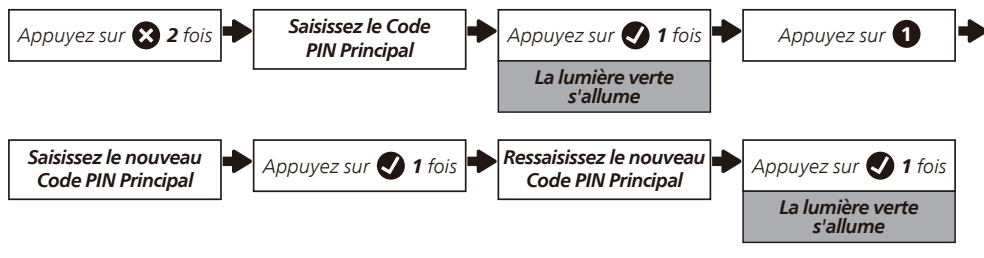 Appuyez sur ✖ 2 fois
Saisissez le Code
PIN Principal
Appuyez sur ✔ 1 fois
La lumière verte
s'allume
Appuyez sur 1
Saisissez le nouveau
Code PIN Principal
Appuyez sur ✔ 1 fois
Ressaisissez le nouveau
Code PIN Principal
Appuyez sur ✔ 1 fois
La lumière verte
s'allume